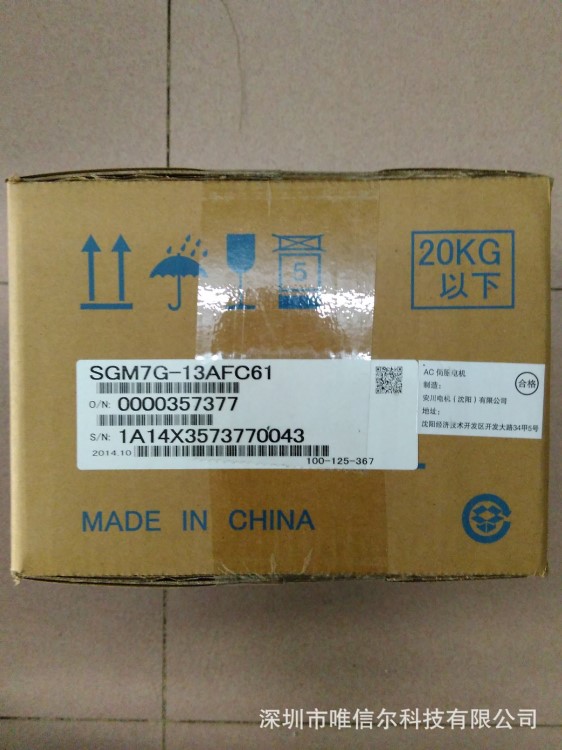 5
20KG
以下
SGM7G-13AFC61
O/N: 0000357377
S/N: 1A14X3573770043
2014.10
100-125-367
AC 伺服电机
制造:
安川电机(沈阳)有限公司
地址:
沈阳经济技术开发区开发大路34甲5号
合格
MADE IN CHINA
深圳市唯信尔科技有限公司